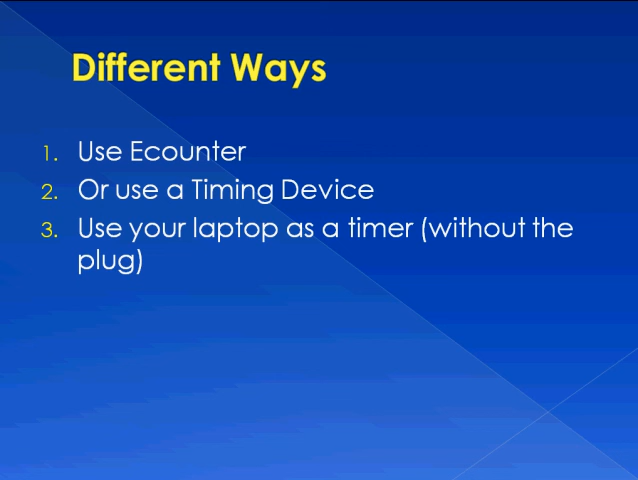 Different Ways
1. Use Ecounter
2. Or use a Timing Device
3. Use your laptop as a timer (without the
plug)